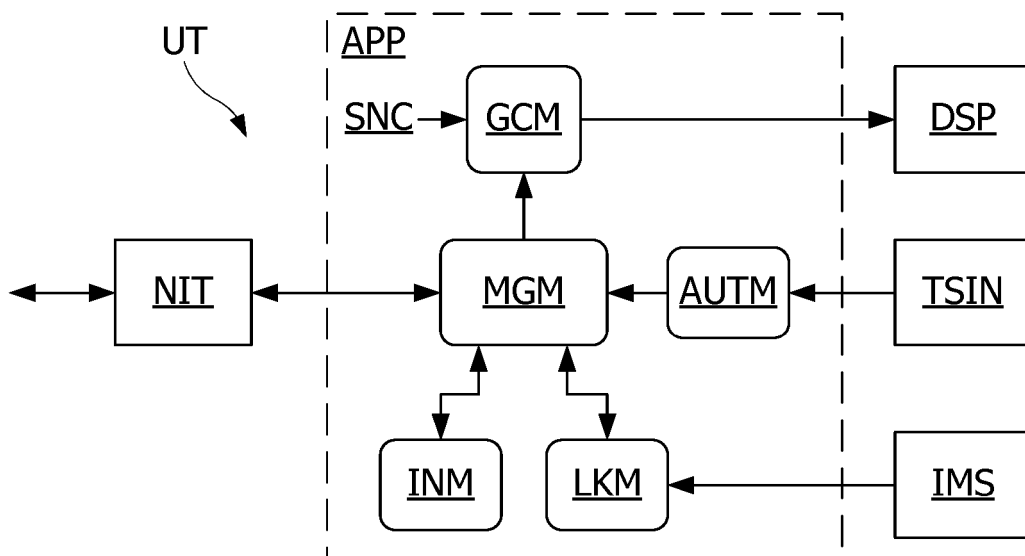 UT
APP
SNC
GCM
DSP
NIT
MGM
AUTM
TSIN
INM
LKM
IMS